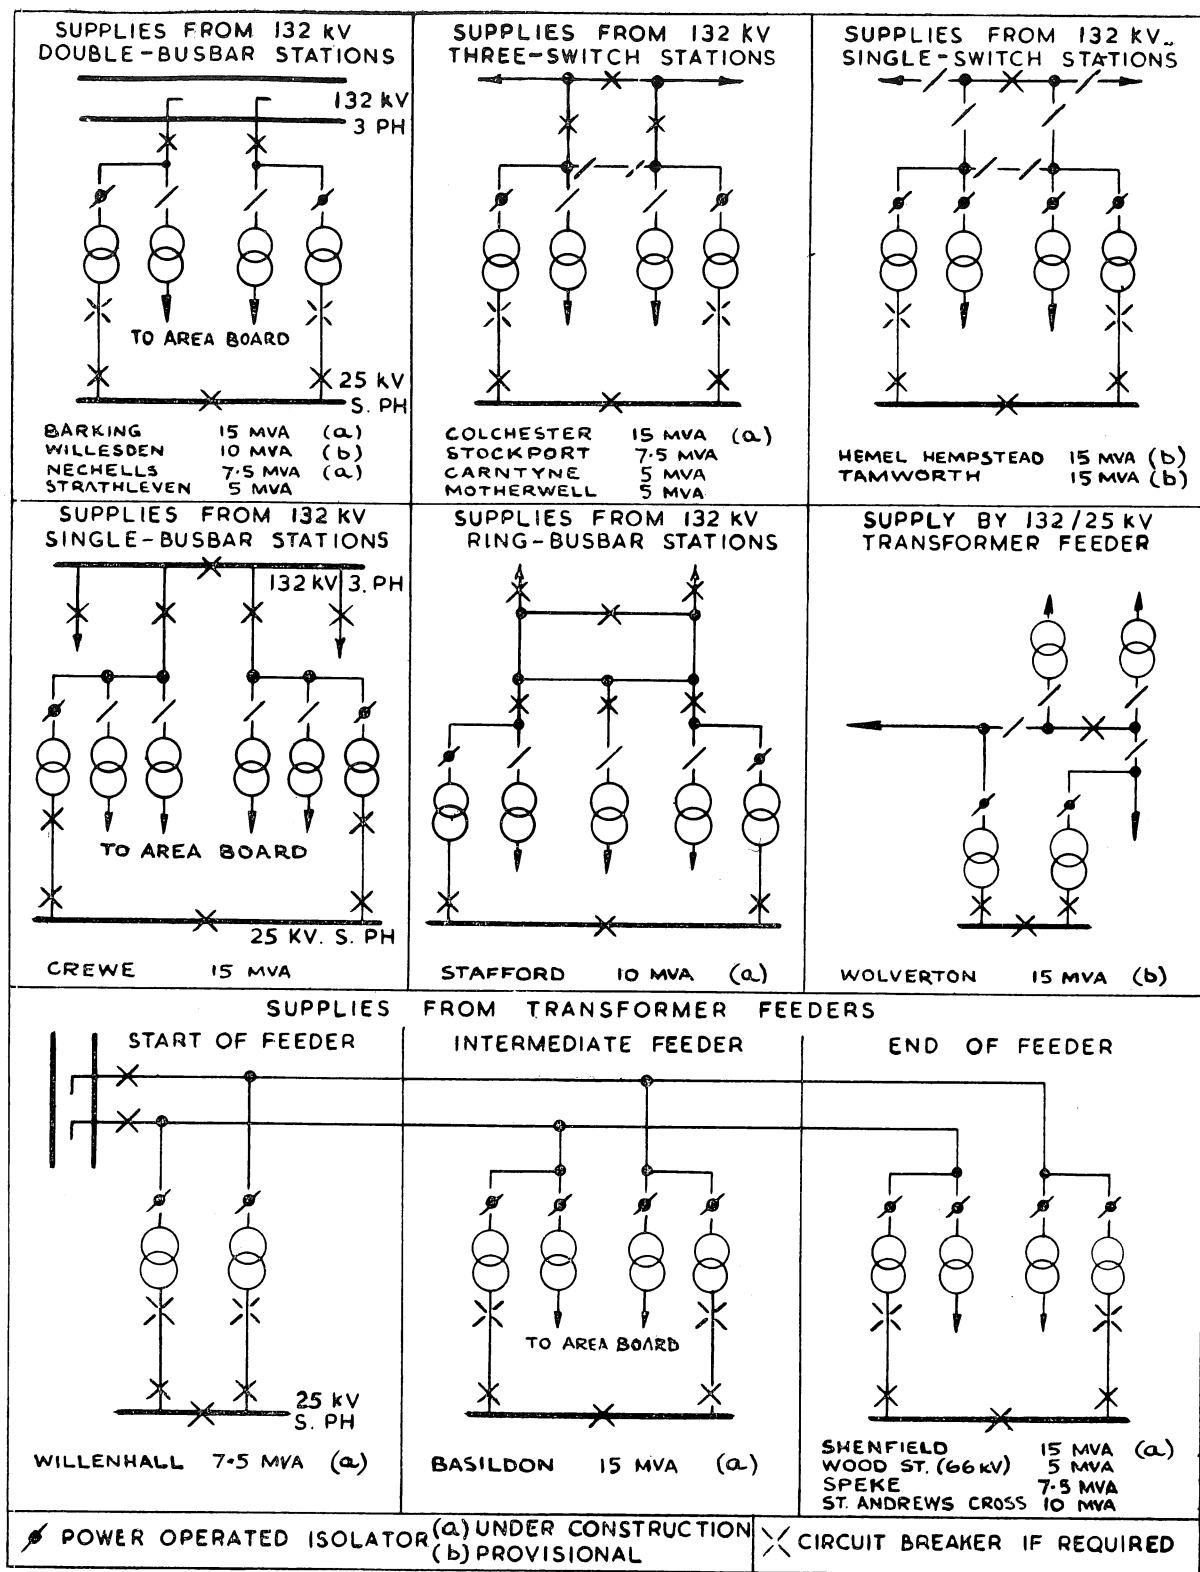 SUPPLIES FROM 132 KV
DOUBLE-BUSBAR STATIONS
132 KV
3 PH
TO AREA BOARD
25 KV
S. PH
BARKING 15 MVA (a)
WILLESDEN 10 MVA (b)
NECHELLS 7·5 MVA (a)
STRATHLEVEN 5 MVA
SUPPLIES FROM 132 KV
THREE-SWITCH STATIONS
COLCHESTER 15 MVA (a)
STOCKPORT 7·5 MVA
CARNTYNE 5 MVA
MOTHERWELL 5 MVA
SUPPLIES FROM 132 KV
SINGLE-SWITCH STATIONS
HEMEL HEMPSTEAD 15 MVA (b)
TAMWORTH 15 MVA (b)
SUPPLIES FROM 132 KV
SINGLE-BUSBAR STATIONS
132 KV 3. PH
TO AREA BOARD
25 KV. S. PH
CREWE 15 MVA
SUPPLIES FROM 132 KV
RING-BUSBAR STATIONS
STAFFORD 10 MVA (a)
SUPPLY BY 132/25 KV
TRANSFORMER FEEDER
WOLVERTON 15 MVA (b)
SUPPLIES FROM TRANSFORMER FEEDERS
START OF FEEDER
25 KV
S. PH
WILLENHALL 7·5 MVA (a)
INTERMEDIATE FEEDER
TO AREA BOARD
BASILDON 15 MVA (a)
END OF FEEDER
SHENFIELD 15 MVA (a)
WOOD ST. (66 KV) 5 MVA
SPEKE 7·5 MVA
ST. ANDREWS CROSS 10 MVA
POWER OPERATED ISOLATOR
(a) UNDER CONSTRUCTION
(b) PROVISIONAL
CIRCUIT BREAKER IF REQUIRED